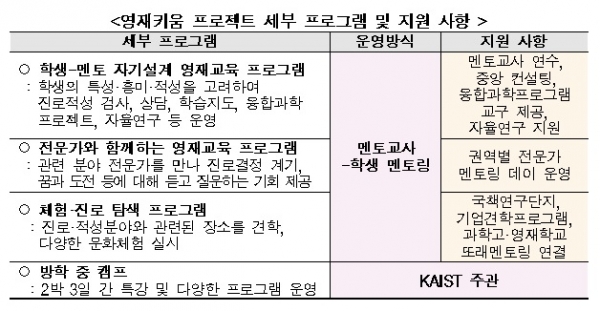 <영재키움 프로젝트 세부 프로그램 및 지원 사항 >
세부 프로그램
운영방식
지원 사항
○ 학생-멘토 자기설계 영재교육 프로그램
: 학생의 특성·흥미·적성을 고려하여
진로적성 검사, 상담, 학습지도, 융합과학
프로젝트, 자율연구 등 운영
멘토교사
-학생 멘토링
멘토교사 연수,
중앙 컨설팅,
융합과학프로그램
교구 제공,
자율연구 지원
○ 전문가와 함께하는 영재교육 프로그램
: 관련 분야 전문가를 만나 진로결정 계기,
꿈과 도전 등에 대해 듣고 질문하는 기회 제공
권역별 전문가
멘토링 데이 운영
○ 체험·진로 탐색 프로그램
: 진로·적성분야와 관련된 장소를 견학,
다양한 문화체험 실시
국책연구단지,
기업견학프로그램,
과학고·영재학교
또래멘토링 연결
○ 방학 중 캠프
: 2박 3일 간 특강 및 다양한 프로그램 운영
KAIST 주관